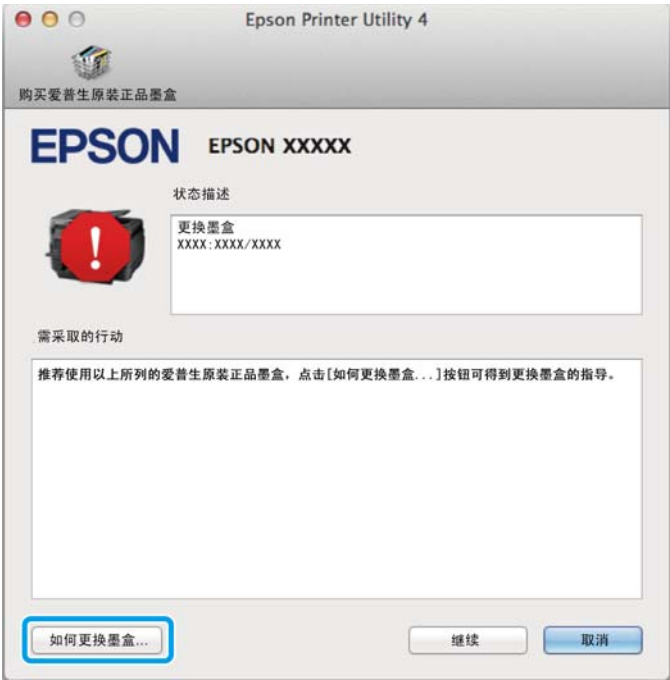 Epson Printer Utility 4
购买爱普生原装正品墨盒
EPSON EPSON XXXXX
状态描述
更换墨盒
XXXX:XXXX/XXXX
需采取的行动
推荐使用以上所列的爱普生原装正品墨盒，点击[如何更换墨盒...]按钮可得到更换墨盒的指导。
如何更换墨盒... 继续 取消